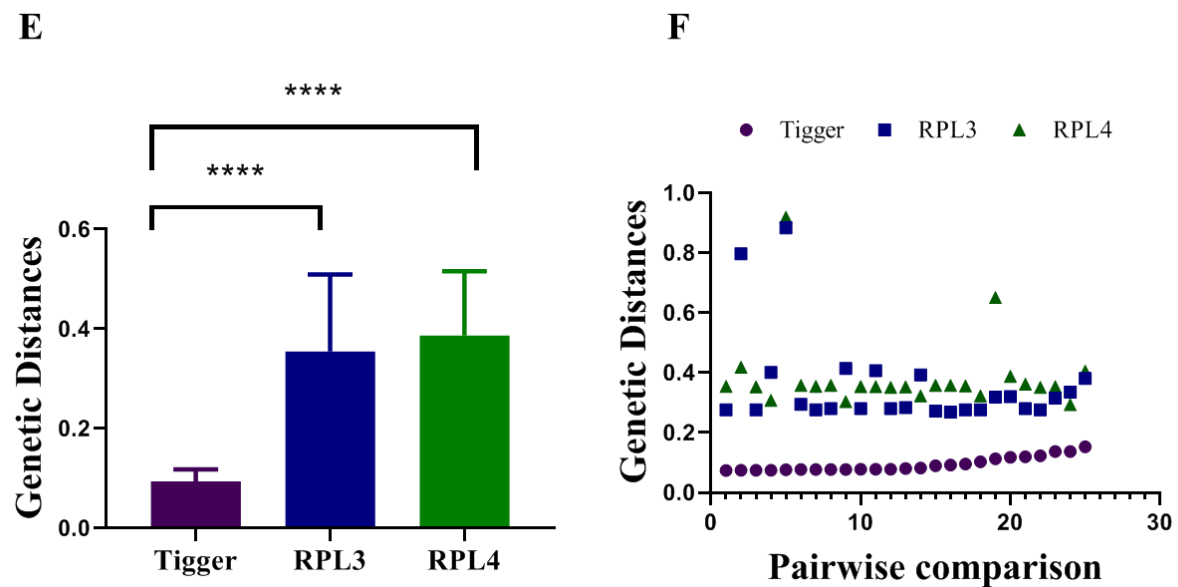 E
****
****
Genetic Distances
0.6
0.4
0.2
0.0
Tigger RPL3 RPL4
F
Tigger RPL3 RPL4
Genetic Distances
1.0
0.8
0.6
0.4
0.2
0.0
0 10 20 30
Pairwise comparison